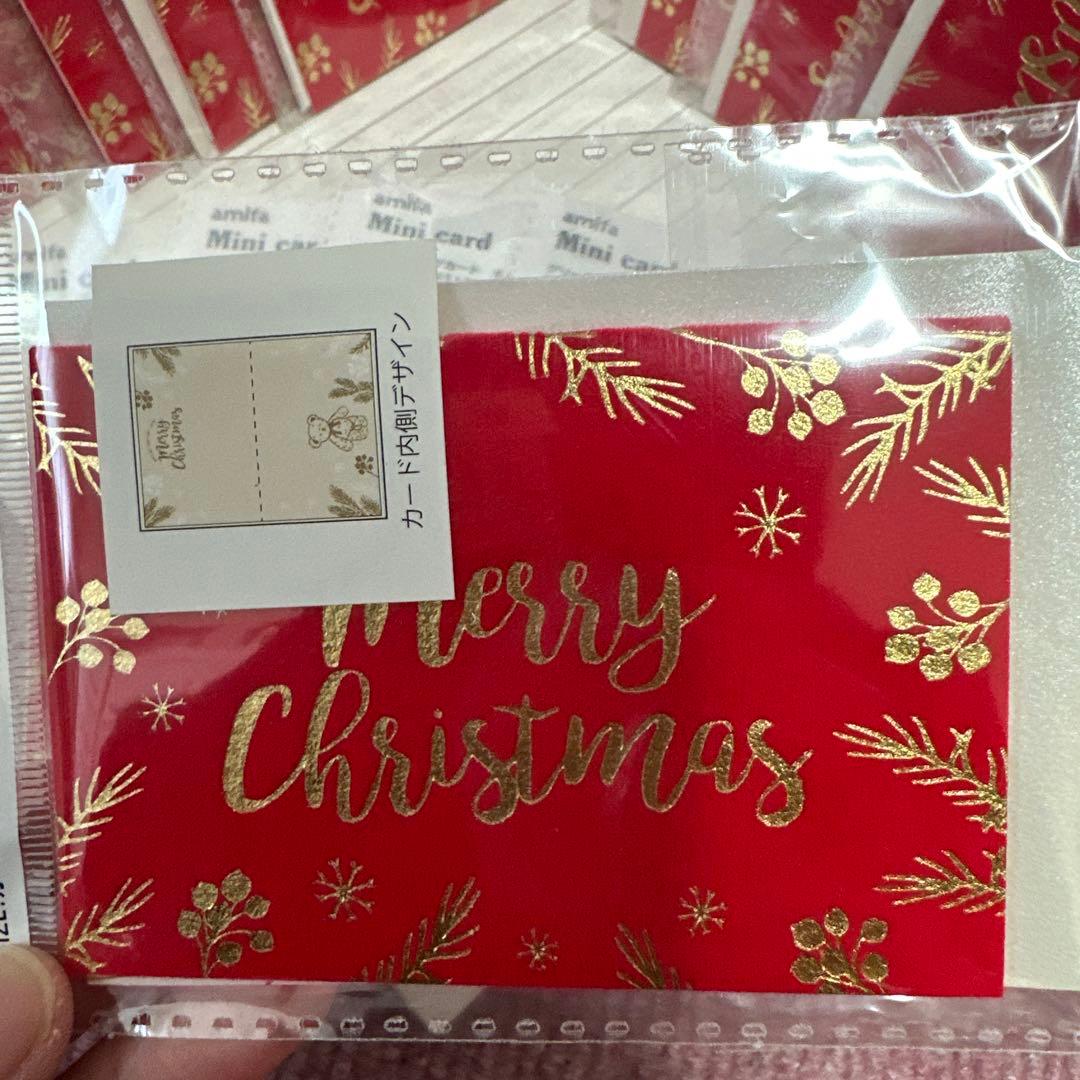 amifa
Mini car
amifa
Mini card
amifa
Mini card
カード内側デザイン
Merry
Christmas
Merry
Christmas